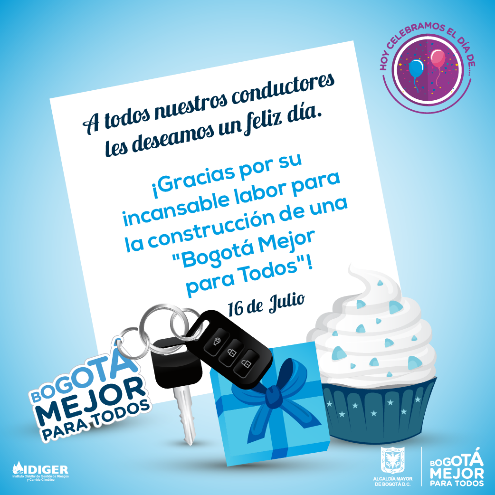 HOY CELEBRAMOS EL DÍA DE...
A todos nuestros conductores
les deseamos un feliz día.
¡Gracias por su
incansable labor para
la construcción de una
"Bogotá Mejor
para Todos"!
16 de Julio
BOGOTÁ
MEJOR
PARA TODOS
IDIGER
ALCALDÍA MAYOR
DE BOGOTÁ D.C.
BOGOTÁ
MEJOR
PARA TODOS